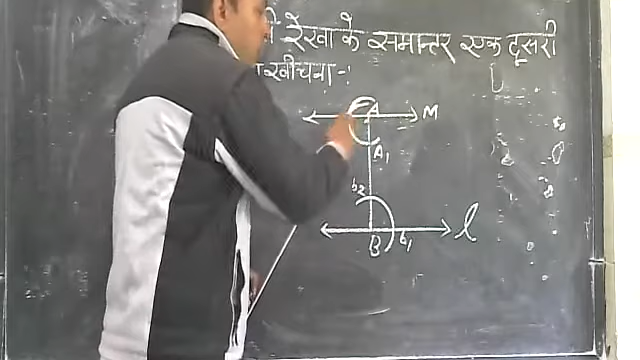 रेखा के समान्तर एक दूसरी
खींचना -:
A M
A₁
b₂
B b₁ l